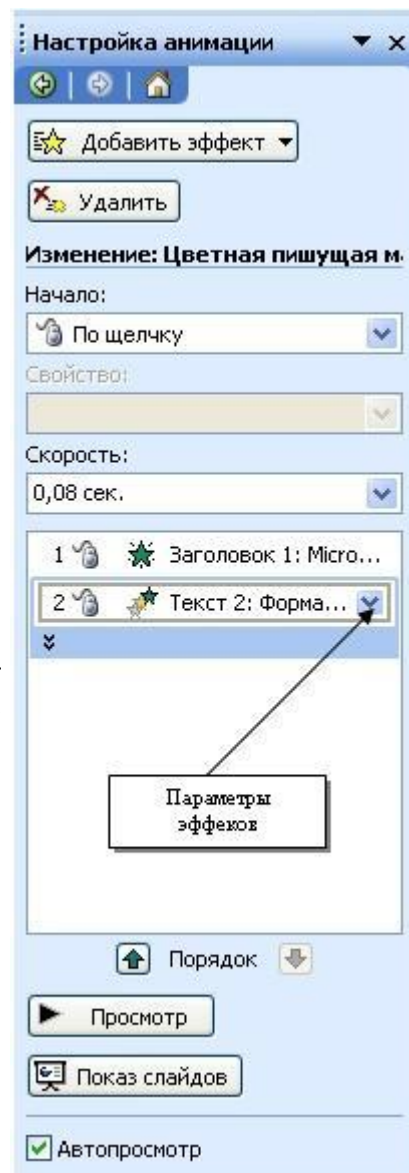 Настройка анимации
Добавить эффект
Удалить
Изменение: Цветная пишущая м
Начало:
По щелчку
Свойство:
Скорость:
0,08 сек.
1 Заголовок 1: Micro...
2 Текст 2: Форма...
Параметры
эффеков
Порядок
Просмотр
Показ слайдов
Автопросмотр